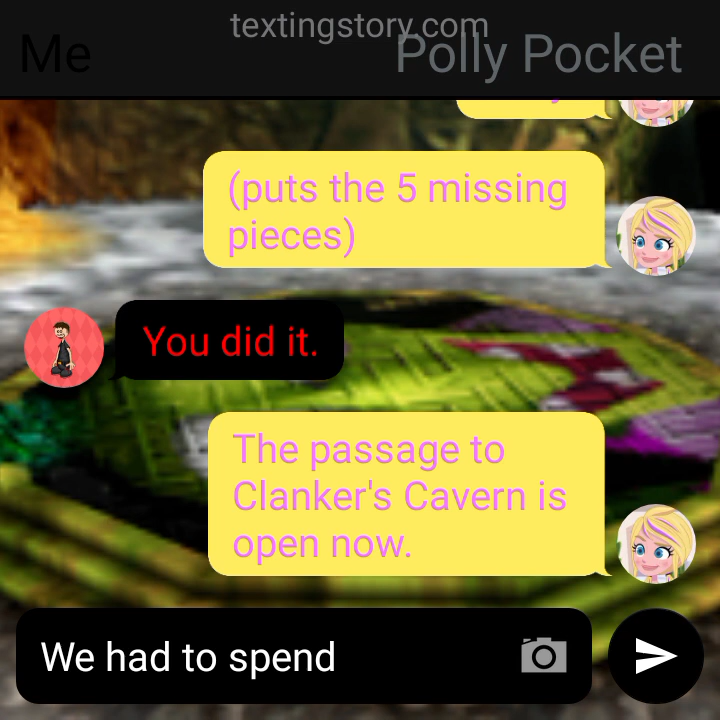 textingstory.com
Me
Polly Pocket
(puts the 5 missing
pieces)
You did it.
The passage to
Clanker's Cavern is
open now.
We had to spend